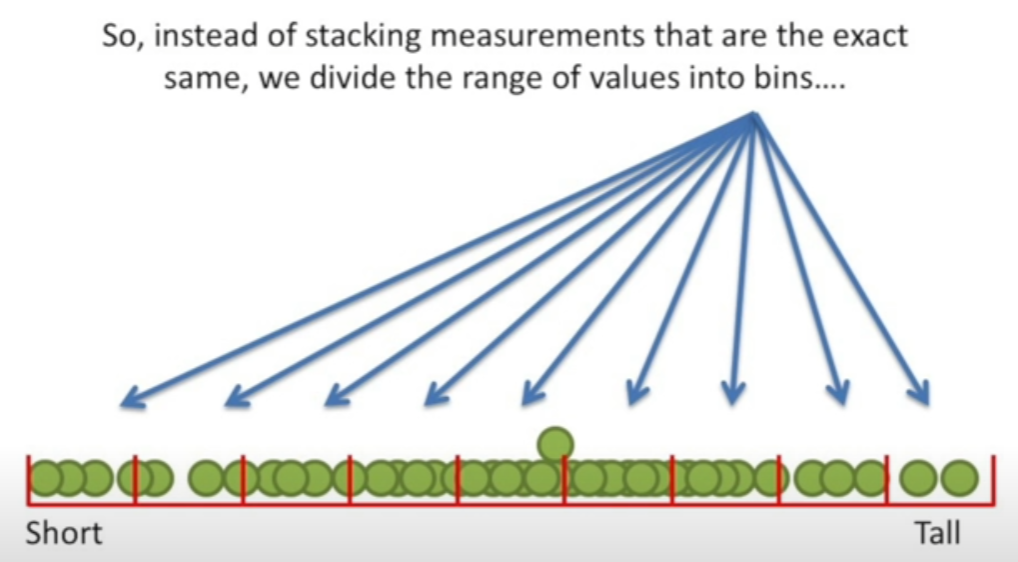 So, instead of stacking measurements that are the exact
same, we divide the range of values into bins....
Short
Tall